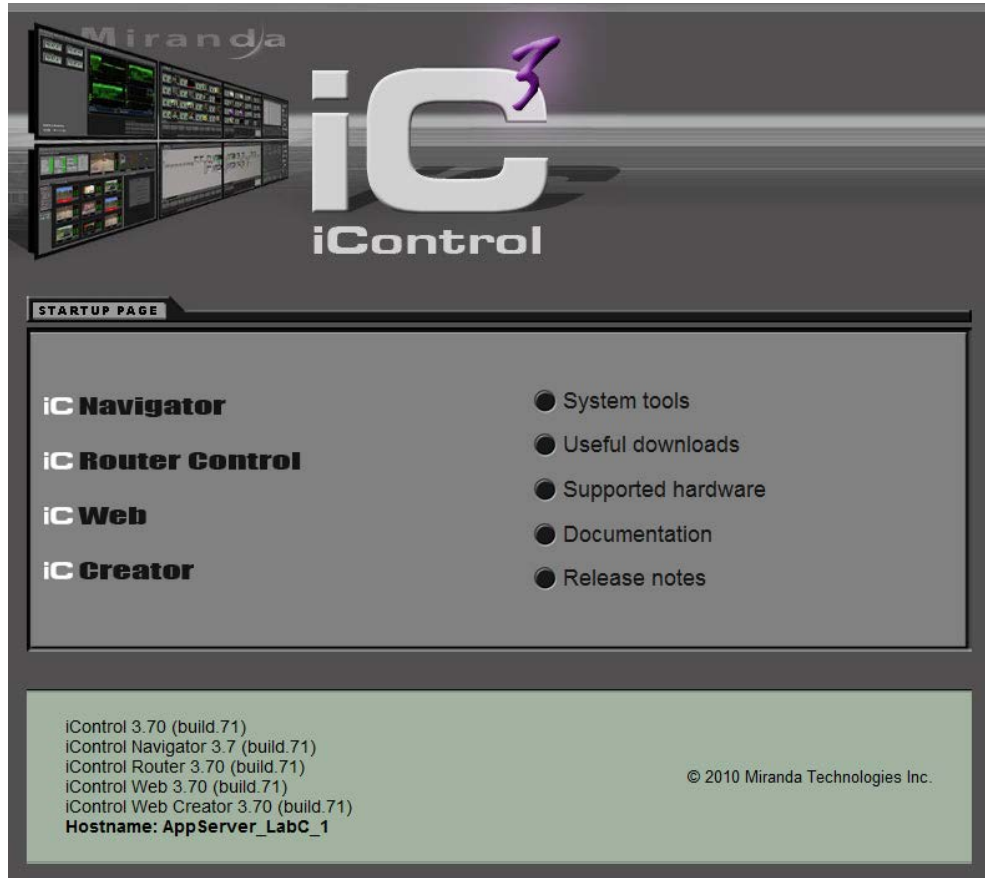 Miranda
iC3
iControl
STARTUP PAGE
iC Navigator
iC Router Control
iC Web
iC Creator
System tools
Useful downloads
Supported hardware
Documentation
Release notes
iControl 3.70 (build.71)
iControl Navigator 3.7 (build.71)
iControl Router 3.70 (build.71)
iControl Web 3.70 (build.71)
iControl Web Creator 3.70 (build.71)
Hostname: AppServer_LabC_1
© 2010 Miranda Technologies Inc.